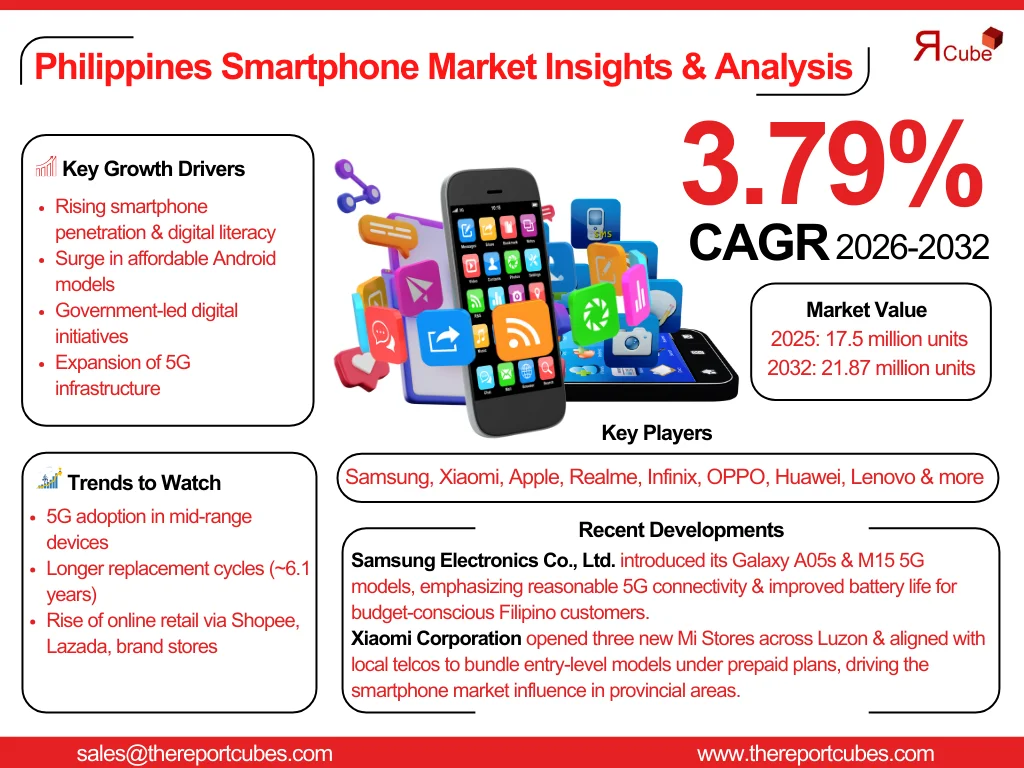 Philippines Smartphone Market Insights & Analysis
ЯCube
Key Growth Drivers
• Rising smartphone
penetration & digital literacy
• Surge in affordable Android
models
• Government-led digital
initiatives
• Expansion of 5G
infrastructure
3.79%
CAGR 2026-2032
Market Value
2025: 17.5 million units
2032: 21.87 million units
SMS
Key Players
Samsung, Xiaomi, Apple, Realme, Infinix, OPPO, Huawei, Lenovo & more
Trends to Watch
• 5G adoption in mid-range
devices
• Longer replacement cycles (~6.1
years)
• Rise of online retail via Shopee,
Lazada, brand stores
Recent Developments
Samsung Electronics Co., Ltd. introduced its Galaxy A05s & M15 5G
models, emphasizing reasonable 5G connectivity & improved battery life for
budget-conscious Filipino customers.
Xiaomi Corporation opened three new Mi Stores across Luzon & aligned with
local telcos to bundle entry-level models under prepaid plans, driving the
smartphone market influence in provincial areas.
sales@thereportcubes.com
www.thereportcubes.com